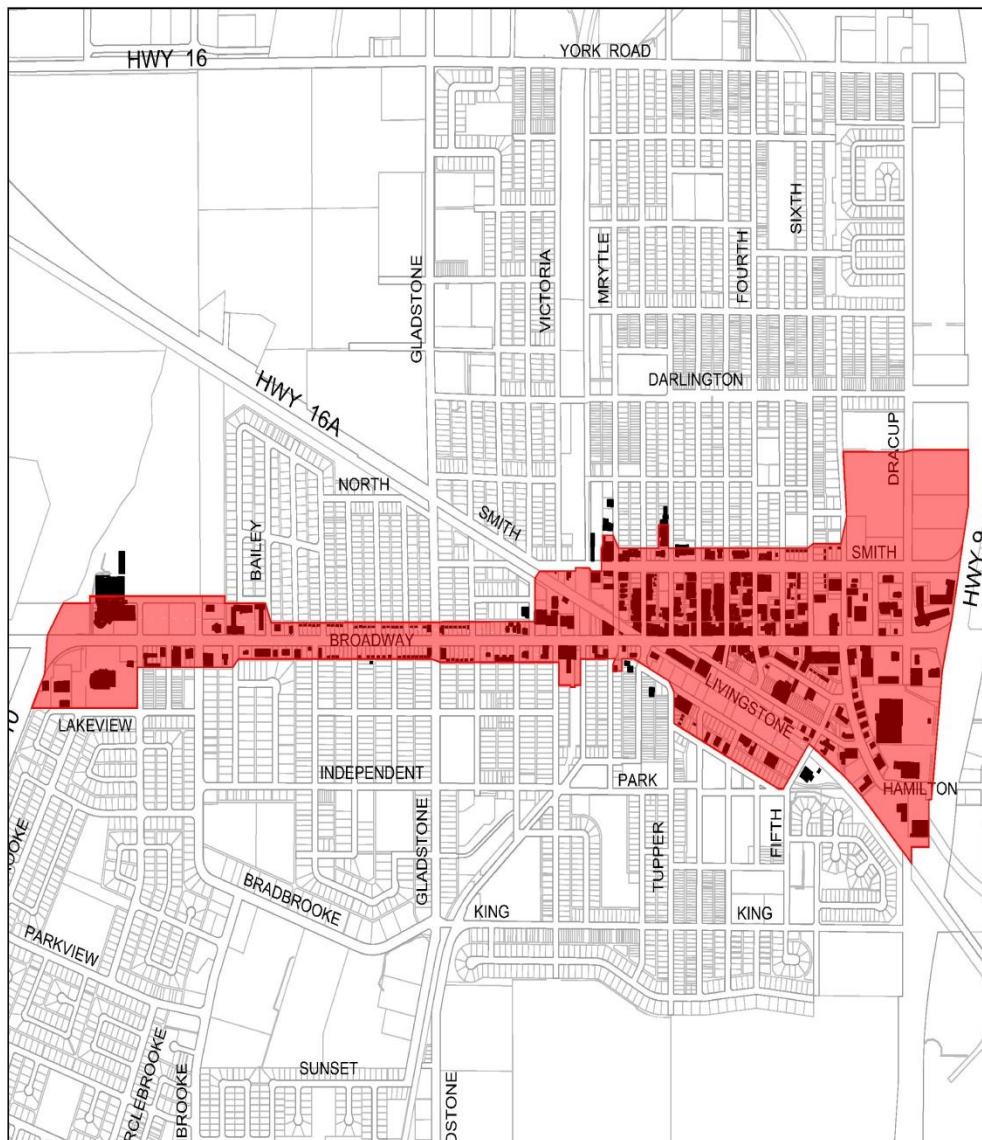 HWY 16
YORK ROAD
GLADSTONE
VICTORIA
MRYTLE
FOURTH
SIXTH
HWY 16A
DARLINGTON
DRACUP
NORTH
SMITH
BAILEY
SMITH
HWY 9
BROADWAY
LIVINGSTONE
LAKEVIEW
INDEPENDENT
PARK
HAMILTON
GLADSTONE
TUPPER
FIFTH
BRADBROOKE
KING
KING
PARKVIEW
SUNSET